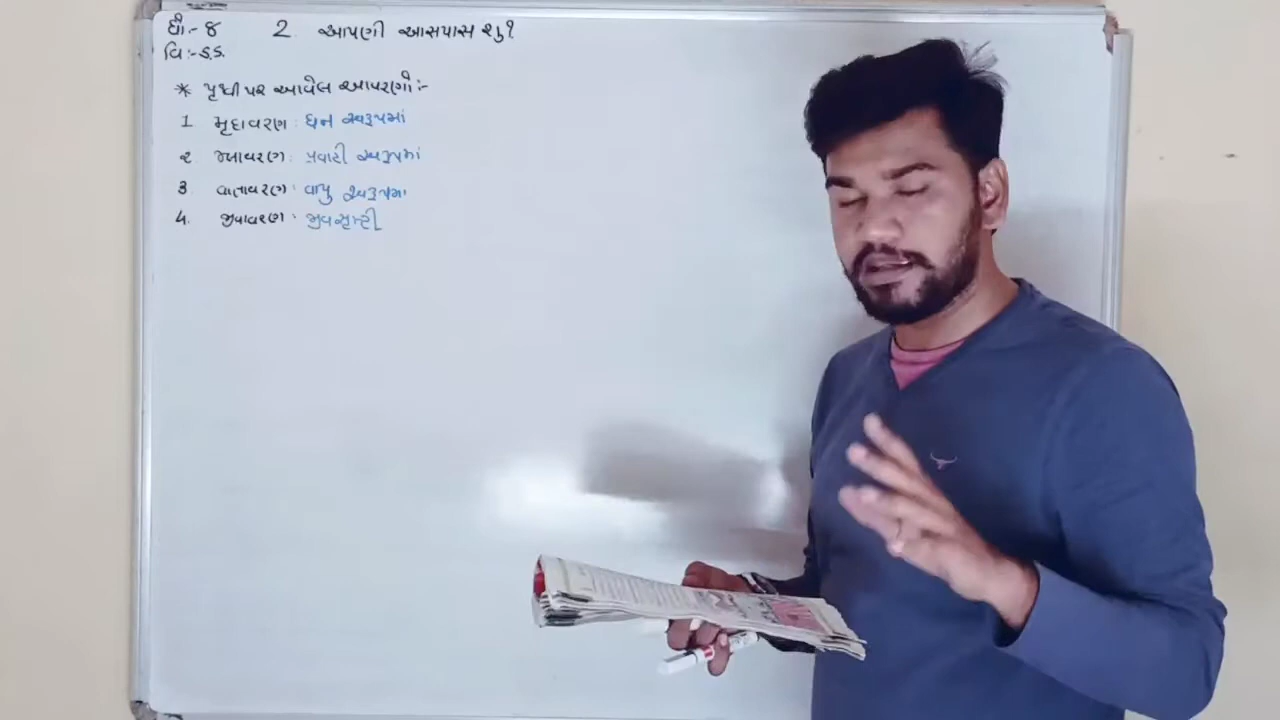 ધો:- ૪ 2. આપણી આસપાસ શું?
વિ:- સ.સ.
* પૃથ્વી પર આવેલ આવરણો:-
1 મૃદાવરણ : ઘન સ્વરૂપમાં
૨ જલાવરણ : પ્રવાહી સ્વરૂપમાં
3 વાતાવરણ : વાયુ સ્વરૂપમાં
4. જીવાવરણ : જીવસૃષ્ટી